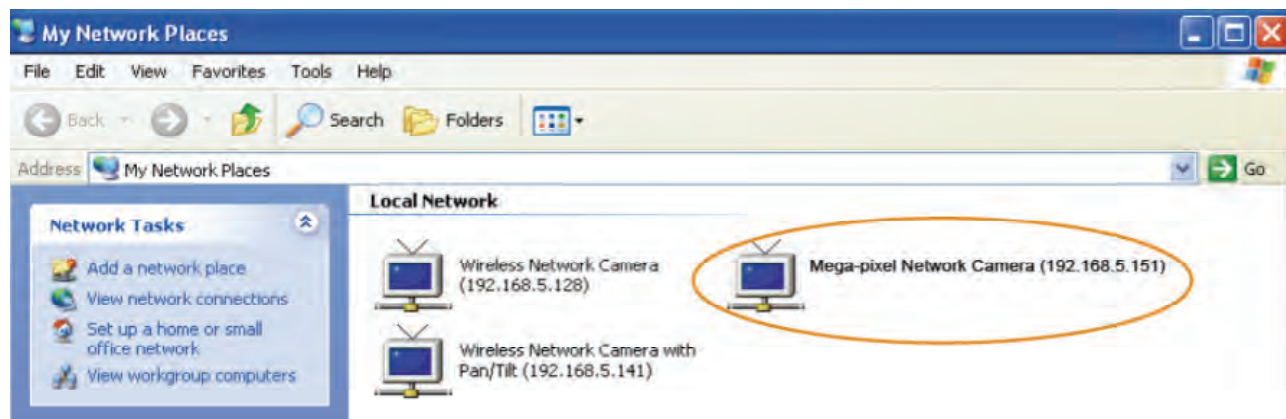 My Network Places
File Edit View Favorites Tools Help
Back Search Folders
Address My Network Places Go
Network Tasks
Add a network place
View network connections
Set up a home or small
office network
View workgroup computers
Local Network
Wireless Network Camera
(192.168.5.128)
Mega-pixel Network Camera (192.168.5.151)
Wireless Network Camera with
Pan/Tilt (192.168.5.141)